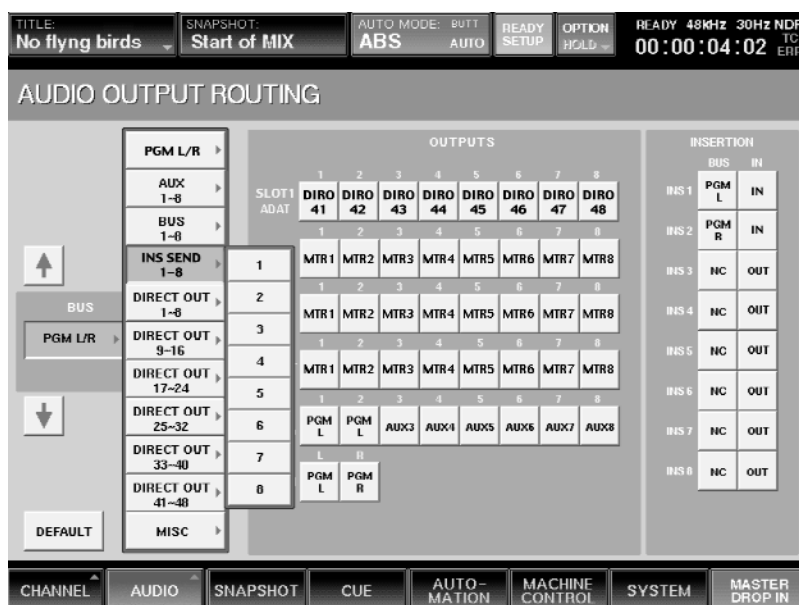 TITLE: SNAPSHOT: AUTO MODE: BUTT READY SETUP OPTION HOLD READY 48KHZ 30HZ NDF
No flyng birds Start of MIX ABS AUTO 00:00:04:02 TC ERR
AUDIO OUTPUT ROUTING
OUTPUTS
INSERTION
BUS IN
PGM L/R
AUX 1~8
BUS 1~8
INS SEND 1~8
DIRECT OUT 1~8
DIRECT OUT 9~16
DIRECT OUT 17~24
DIRECT OUT 25~32
DIRECT OUT 33~40
DIRECT OUT 41~48
MISC
1
2
3
4
5
6
7
8
BUS
PGM L/R
DEFAULT
1 2 3 4 5 6 7 8
SLOT1 ADAT DIRO 41 DIRO 42 DIRO 43 DIRO 44 DIRO 45 DIRO 46 DIRO 47 DIRO 48
1 2 3 4 5 6 7 8
MTR1 MTR2 MTR3 MTR4 MTR5 MTR6 MTR7 MTR8
1 2 3 4 5 6 7 8
MTR1 MTR2 MTR3 MTR4 MTR5 MTR6 MTR7 MTR8
1 2 3 4 5 6 7 8
MTR1 MTR2 MTR3 MTR4 MTR5 MTR6 MTR7 MTR8
1 2 3 4 5 6 7 8
PGM L PGM L AUX3 AUX4 AUX5 AUX6 AUX7 AUX8
L R
PGM L PGM R
INS 1 PGM L IN
INS 2 PGM R IN
INS 3 NC OUT
INS 4 NC OUT
INS 5 NC OUT
INS 6 NC OUT
INS 7 NC OUT
INS 8 NC OUT
CHANNEL AUDIO SNAPSHOT CUE AUTO-MATION MACHINE CONTROL SYSTEM MASTER DROP IN